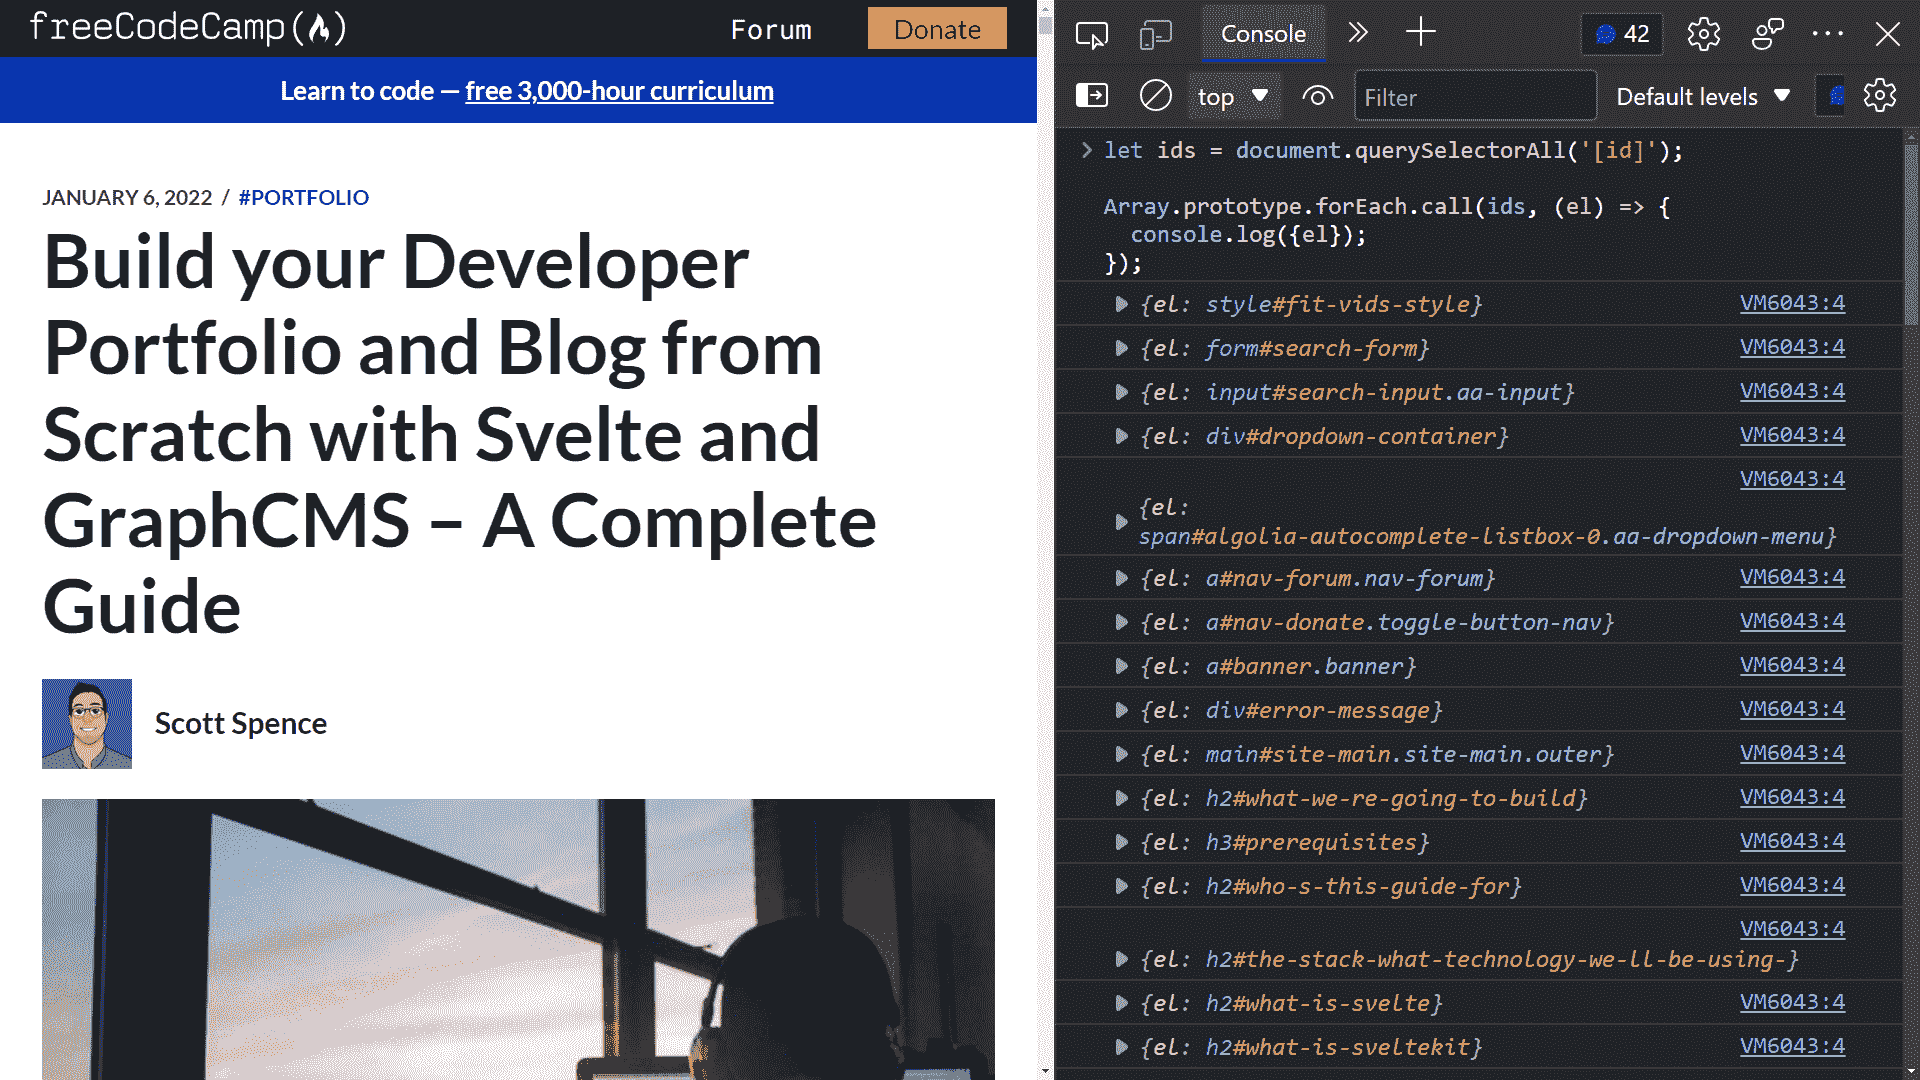 freeCodeCamp(🔥)
Forum
Donate
Learn to code — free 3,000-hour curriculum
JANUARY 6, 2022 / #PORTFOLIO
Build your Developer
Portfolio and Blog from
Scratch with Svelte and
GraphCMS – A Complete
Guide
Scott Spence
Console
42
top
Filter
Default levels
let ids = document.querySelectorAll('[id]');
Array.prototype.forEach.call(ids, (el) => {
console.log({el});
});
{el: style#fit-vids-style} VM6043:4
{el: form#search-form} VM6043:4
{el: input#search-input.aa-input} VM6043:4
{el: div#dropdown-container} VM6043:4
VM6043:4
{el:
span#algolia-autocomplete-listbox-0.aa-dropdown-menu}
{el: a#nav-forum.nav-forum} VM6043:4
{el: a#nav-donate.toggle-button-nav} VM6043:4
{el: a#banner.banner} VM6043:4
{el: div#error-message} VM6043:4
{el: main#site-main.site-main.outer} VM6043:4
{el: h2#what-we-re-going-to-build} VM6043:4
{el: h3#prerequisites} VM6043:4
{el: h2#who-s-this-guide-for} VM6043:4
VM6043:4
{el: h2#the-stack-what-technology-we-ll-be-using-}
{el: h2#what-is-svelte} VM6043:4
{el: h2#what-is-sveltekit} VM6043:4